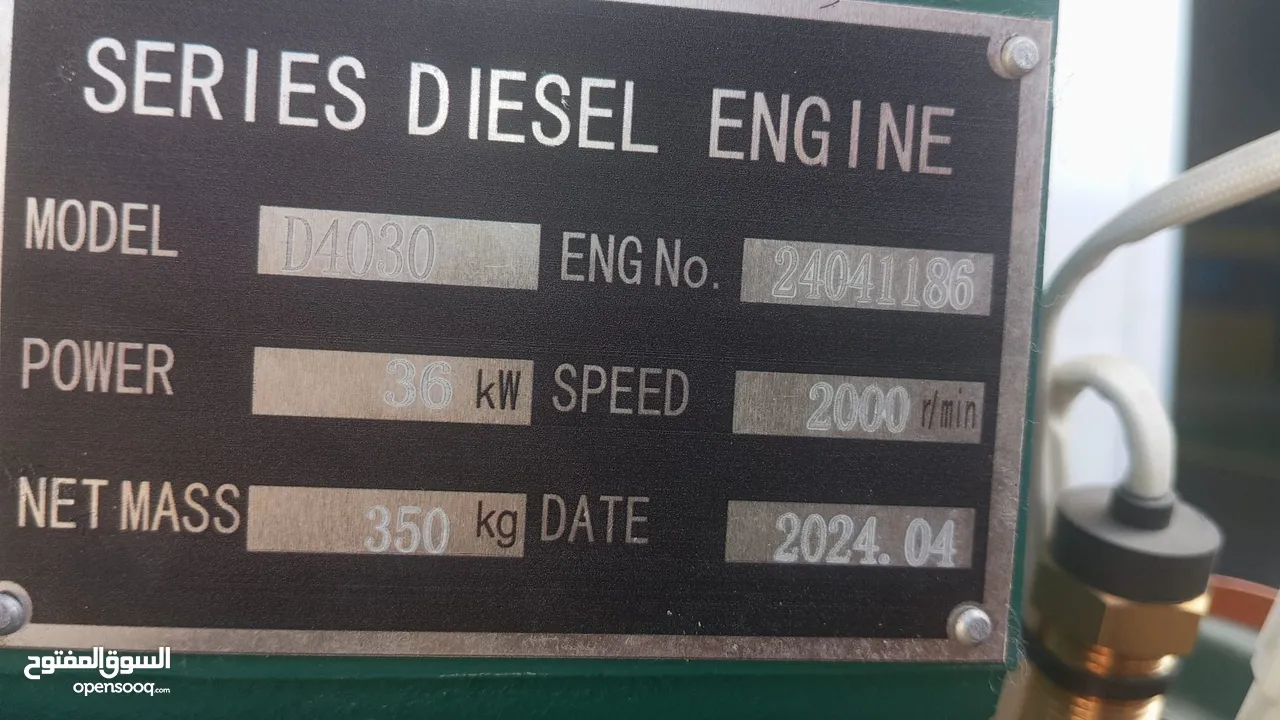 SERIES DIESEL ENGINE
MODEL D4030 ENG No. 24041186
POWER 36 kW SPEED 2000 r/min
NET MASS 350 kg DATE 2024.04
السوق المفتوح
opensooq.com